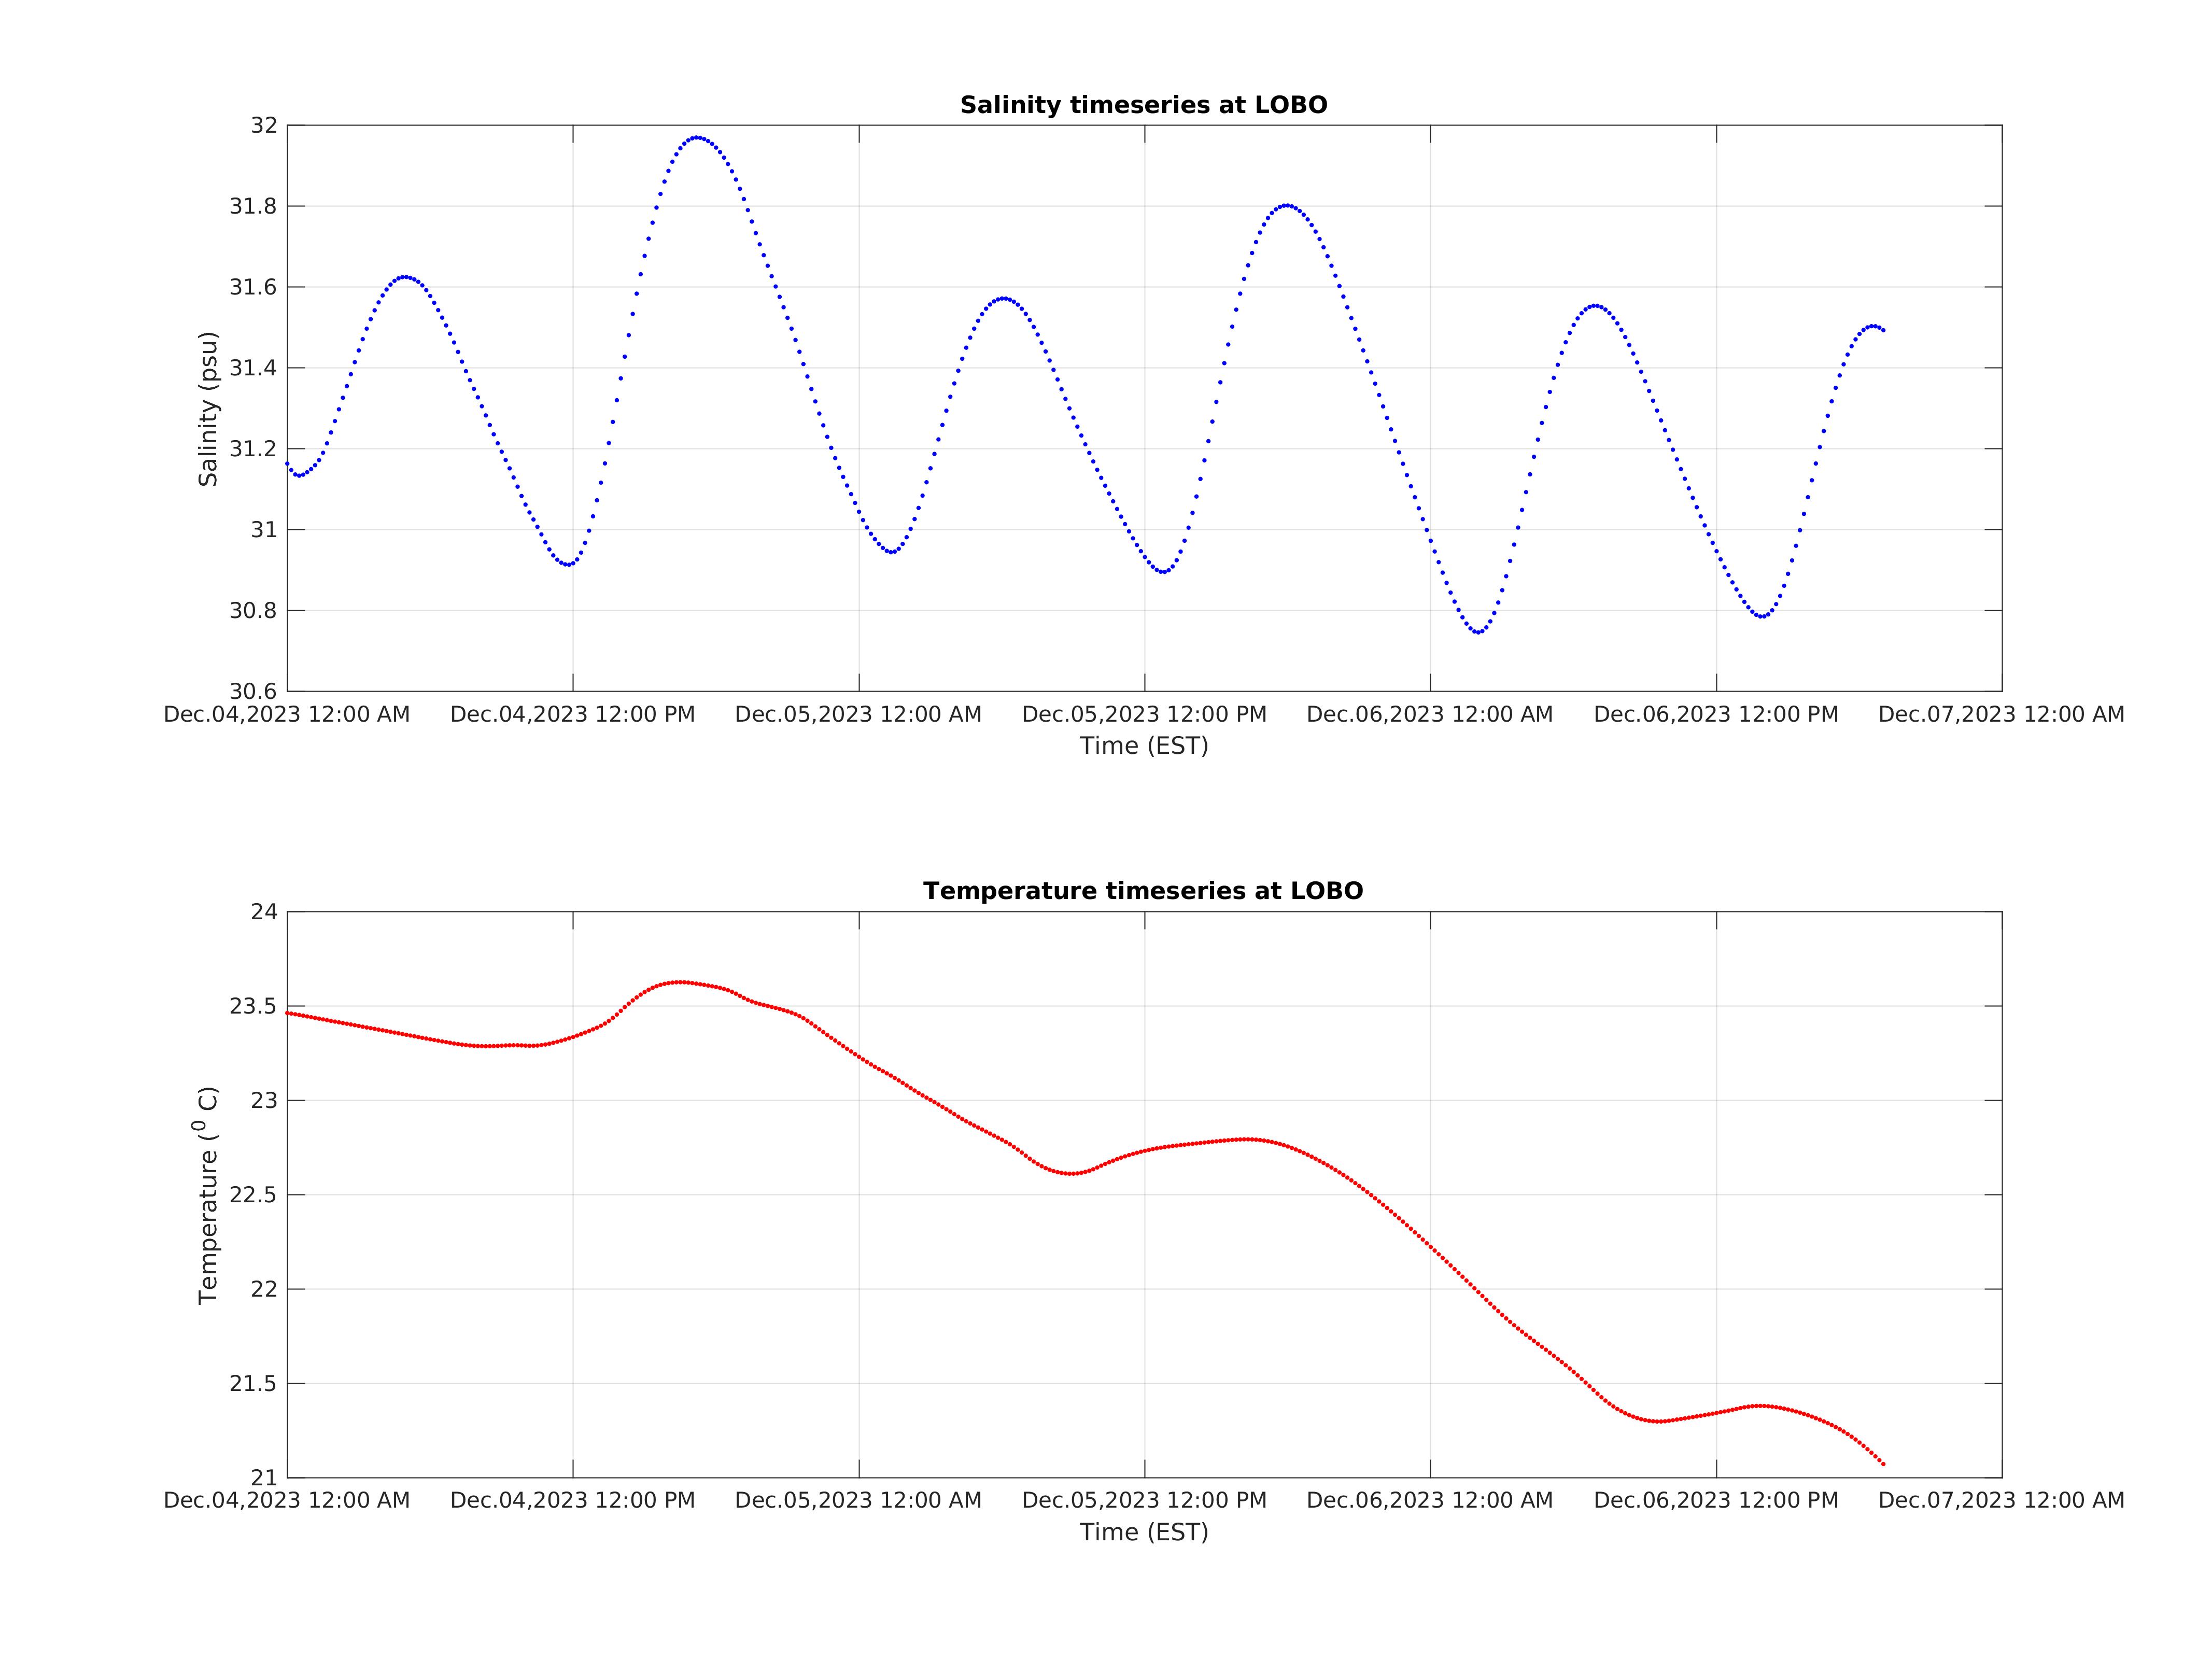 Salinity timeseries at LOBO
32
31.8
31.6
31.4
31.2
31
30.8
30.6
Salinity (psu)
Dec.04,2023 12:00 AM Dec.04,2023 12:00 PM Dec.05,2023 12:00 AM Dec.05,2023 12:00 PM Dec.06,2023 12:00 AM Dec.06,2023 12:00 PM Dec.07,2023 12:00 AM
Time (EST)
Temperature timeseries at LOBO
24
23.5
23
22.5
22
21.5
21
Temperature (⁰ C)
Dec.04,2023 12:00 AM Dec.04,2023 12:00 PM Dec.05,2023 12:00 AM Dec.05,2023 12:00 PM Dec.06,2023 12:00 AM Dec.06,2023 12:00 PM Dec.07,2023 12:00 AM
Time (EST)